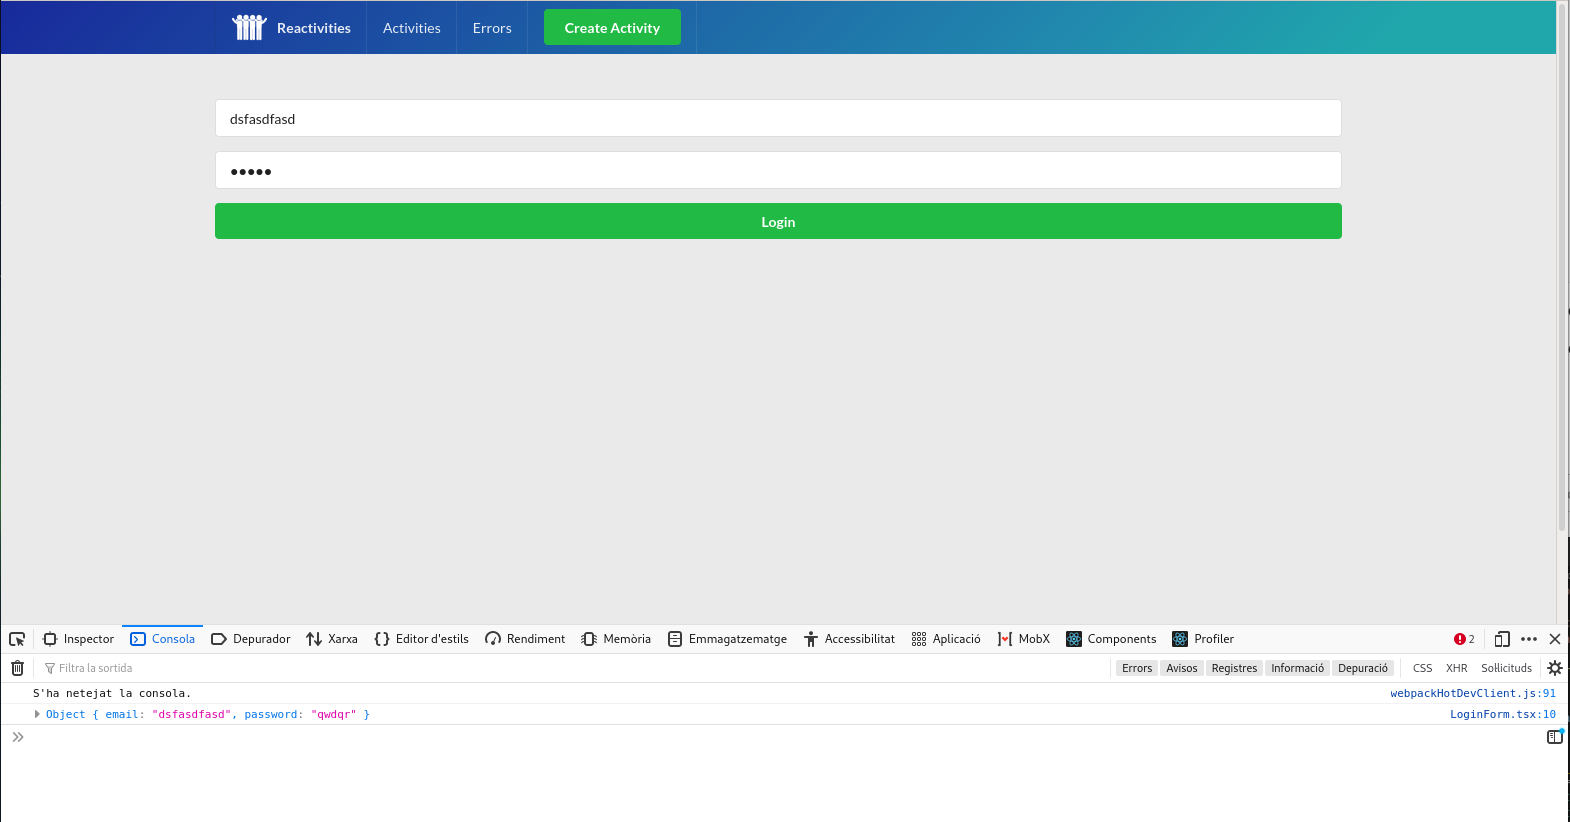 Reactivities Activities Errors Create Activity
dsfasdfasd
●●●●●
Login
Inspector Consola Depurador Xarxa Editor d'estils Rendiment Memòria Emmagatzematge Accessibilitat Aplicació MobX Components Profiler 2
Filtra la sortida Errors Avisos Registres Informació Depuració CSS XHR Sol·licituds
S'ha netejat la consola. webpackHotDevClient.js:91
Object { email: "dsfasdfasd", password: "qwdqr" } LoginForm.tsx:10